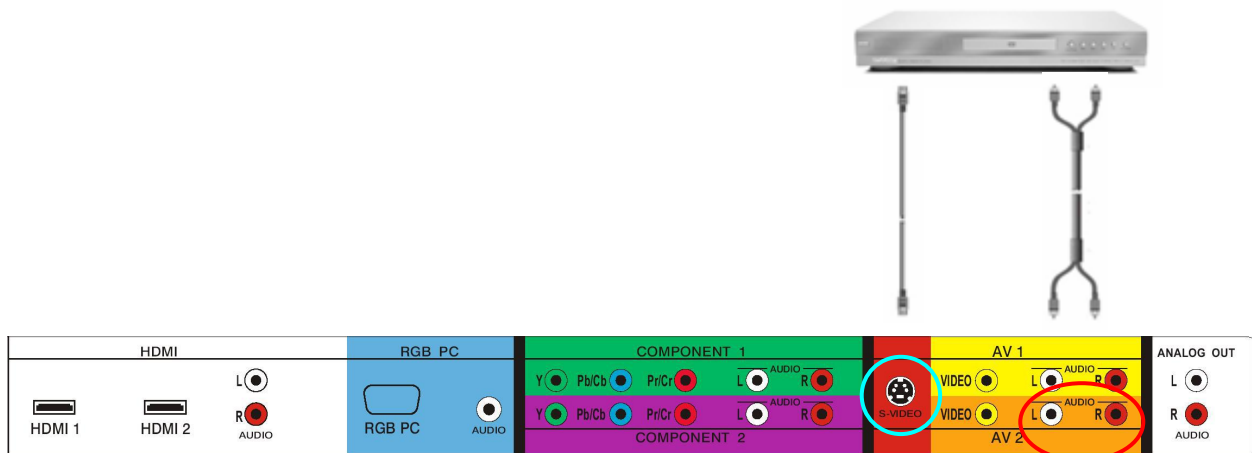 HDMI
L
R
AUDIO
HDMI 1
HDMI 2
RGB PC
RGB PC
AUDIO
COMPONENT 1
Y Pb/Cb Pr/Cr L AUDIO R
Y Pb/Cb Pr/Cr L AUDIO R
COMPONENT 2
S-VIDEO
AV 1
VIDEO L AUDIO R
VIDEO L AUDIO R
AV 2
ANALOG OUT
L
R
AUDIO